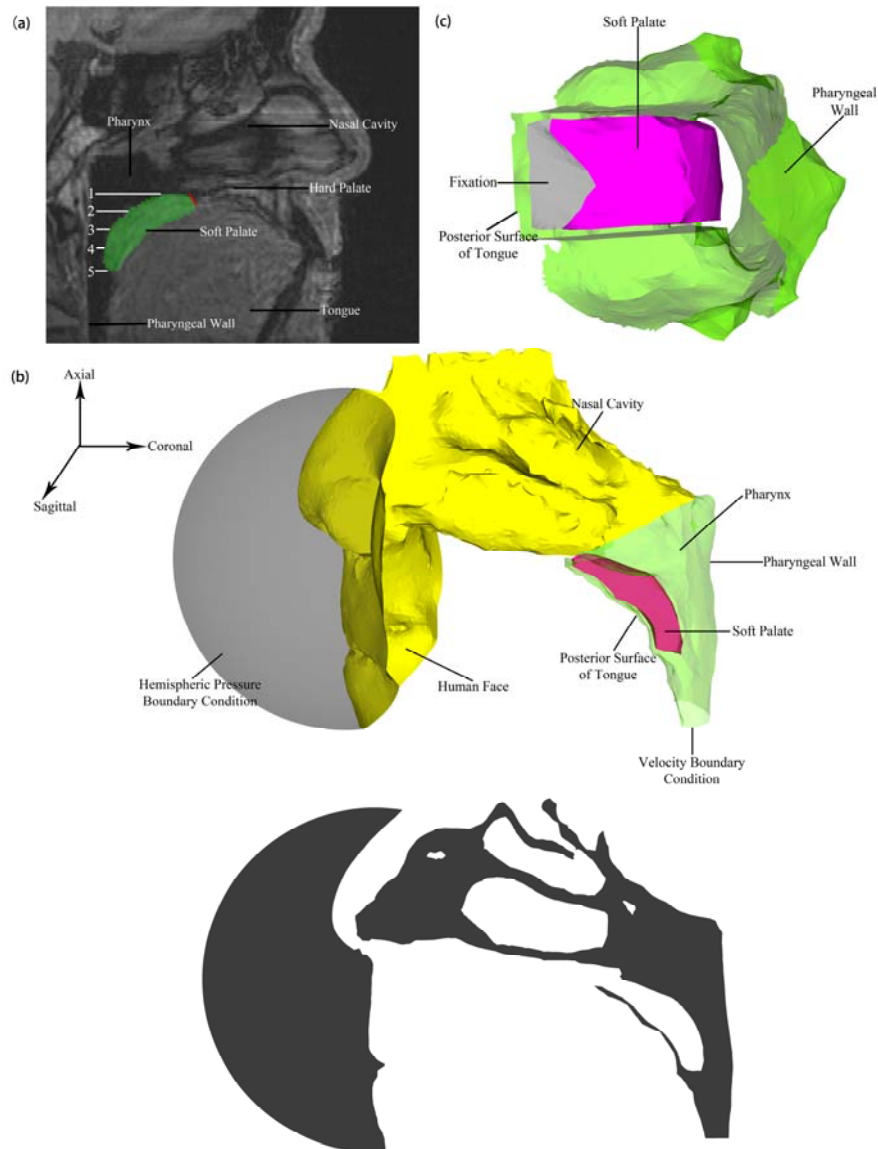 (a)
Pharynx
Nasal Cavity
Hard Palate
1
2
3
Soft Palate
4
5
Tongue
Pharyngeal Wall
(c)
Soft Palate
Pharyngeal
Wall
Fixation
Posterior Surface
of Tongue
(b)
Axial
Coronal
Sagittal
Nasal Cavity
Pharynx
Pharyngeal Wall
Soft Palate
Posterior Surface
of Tongue
Human Face
Hemispheric Pressure
Boundary Condition
Velocity Boundary
Condition